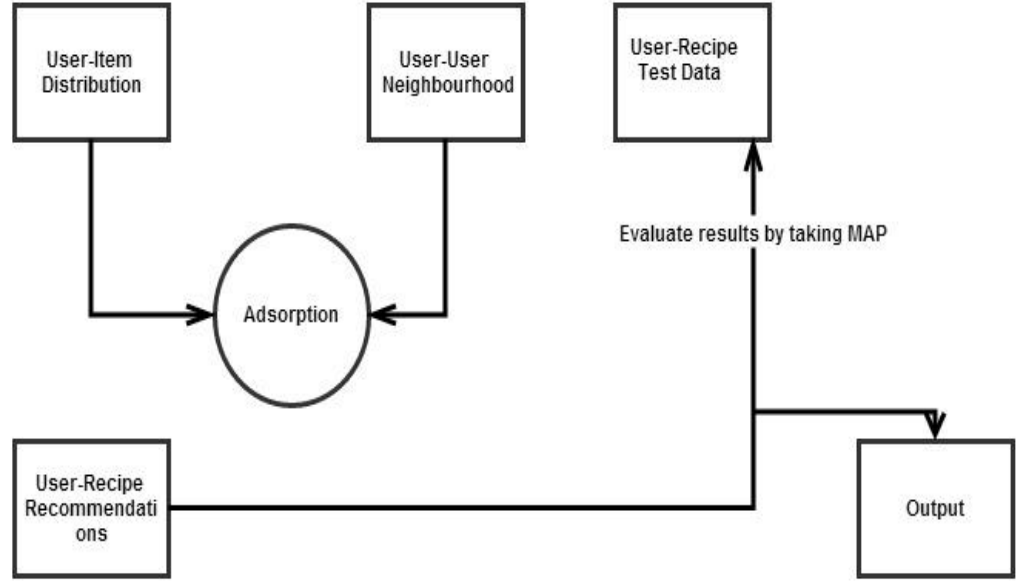 User-Item
Distribution
User-User
Neighbourhood
User-Recipe
Test Data
Evaluate results by taking MAP
Adsorption
User-Recipe
Recommendati
ons
Output